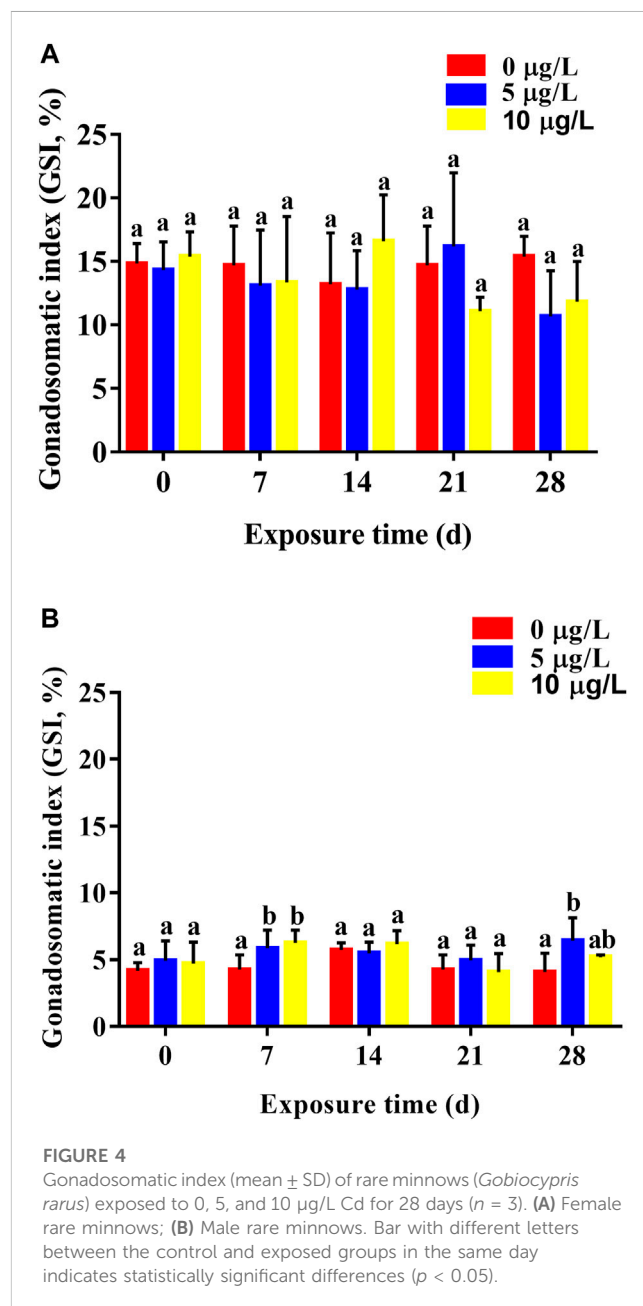 A
0 µg/L
5 µg/L
10 µg/L
Gonadosomatic index (GSI, %)
25
20
15
10
5
0
a a a a a a a a a a a a a a a
0 7 14 21 28
Exposure time (d)
B
0 µg/L
5 µg/L
10 µg/L
Gonadosomatic index (GSI, %)
25
20
15
10
5
0
a a a a b b a a a a a a a b ab
0 7 14 21 28
Exposure time (d)
FIGURE 4
Gonadosomatic index (mean ± SD) of rare minnows (Gobiocypris
rarus) exposed to 0, 5, and 10 µg/L Cd for 28 days (n = 3). (A) Female
rare minnows; (B) Male rare minnows. Bar with different letters
between the control and exposed groups in the same day
indicates statistically significant differences (p < 0.05).